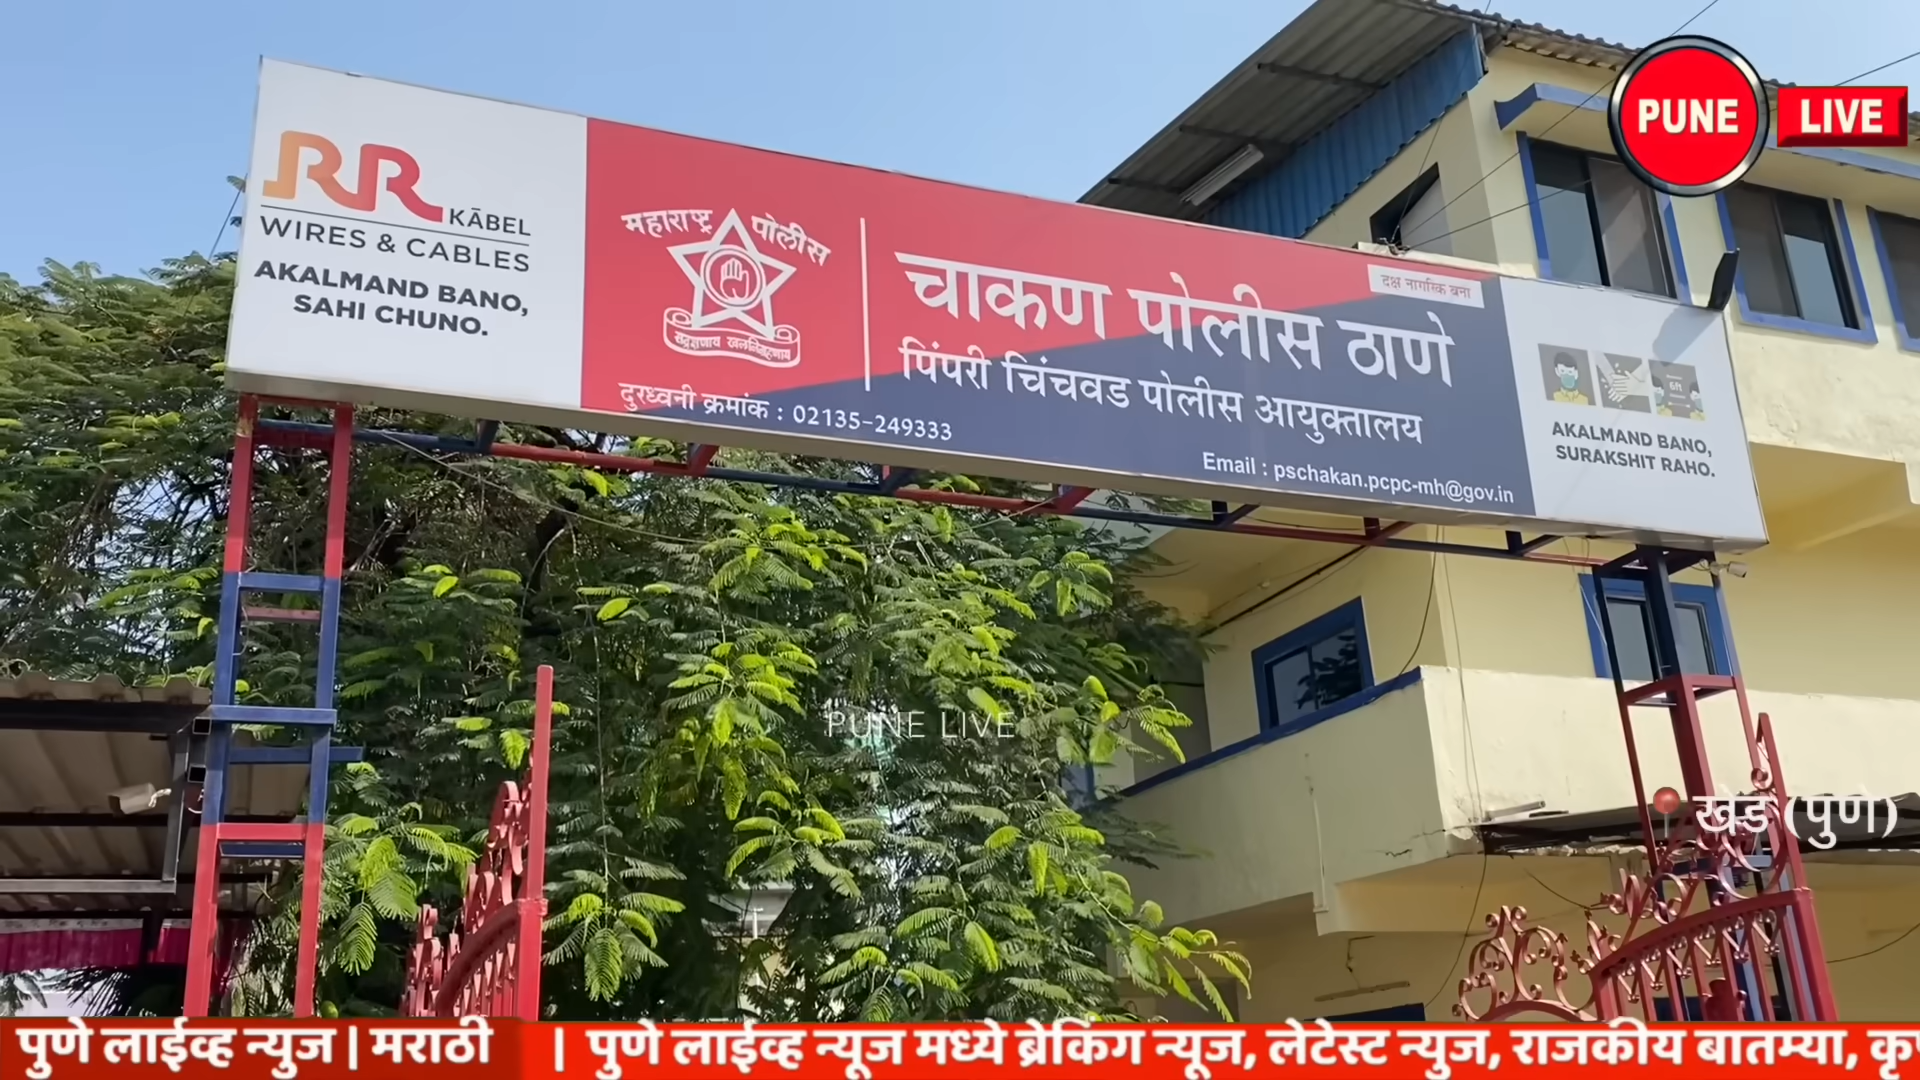 PUNE LIVE
RR
KĀBEL
WIRES & CABLES
AKALMAND BANO,
SAHI CHUNO.
महाराष्ट्र पोलीस
सद्रक्षणाय खलनिग्रहणाय
दुरध्वनी क्रमांक : 02135-249333
चाकण पोलीस ठाणे
पिंपरी चिंचवड पोलीस आयुक्तालय
Email : pschakan.pcpc-mh@gov.in
दक्ष नागरिक बना
6ft
AKALMAND BANO,
SURAKSHIT RAHO.
PUNE LIVE
खेड (पुणे)
पुणे लाईव्ह न्युज | मराठी | पुणे लाईव्ह न्यूज मध्ये ब्रेकिंग न्यूज, लेटेस्ट न्युज, राजकीय बातम्या,